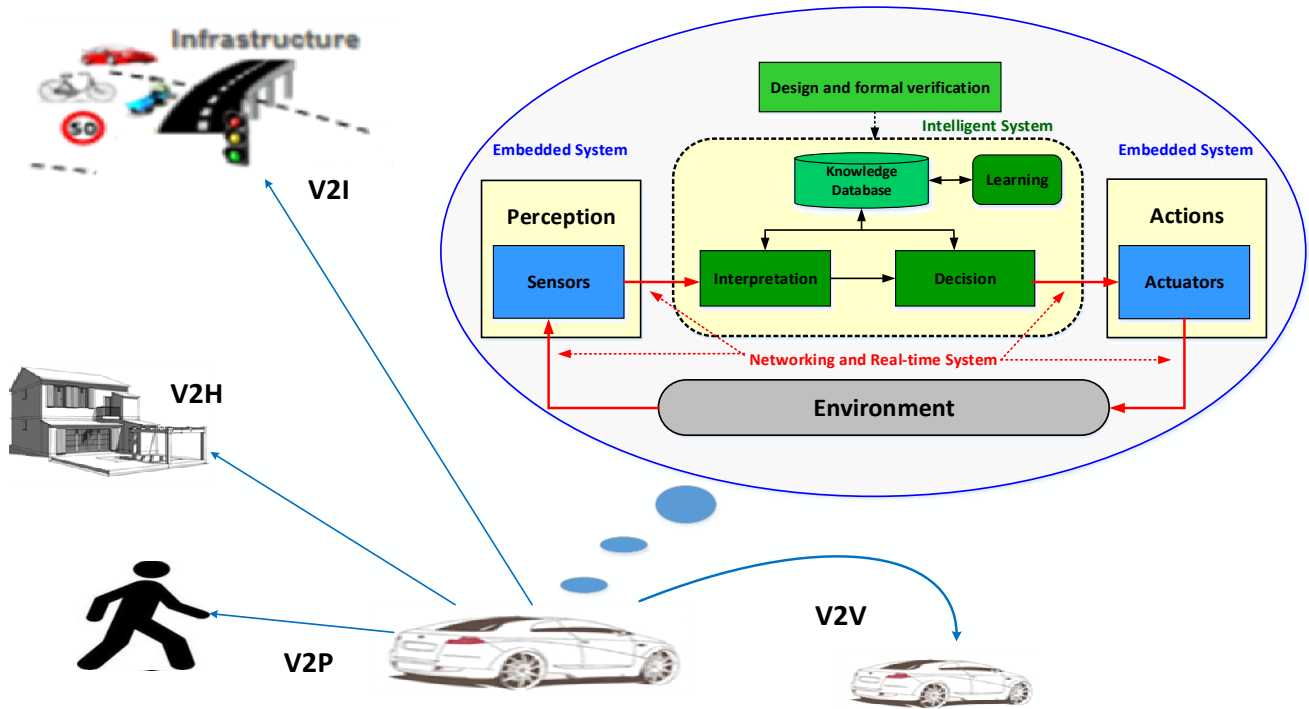 Infrastructure
50
V2I
V2H
V2P
V2V
Design and formal verification
Intelligent System
Embedded System
Embedded System
Knowledge
Database
Learning
Perception
Actions
Sensors
Interpretation
Decision
Actuators
Networking and Real-time System
Environment